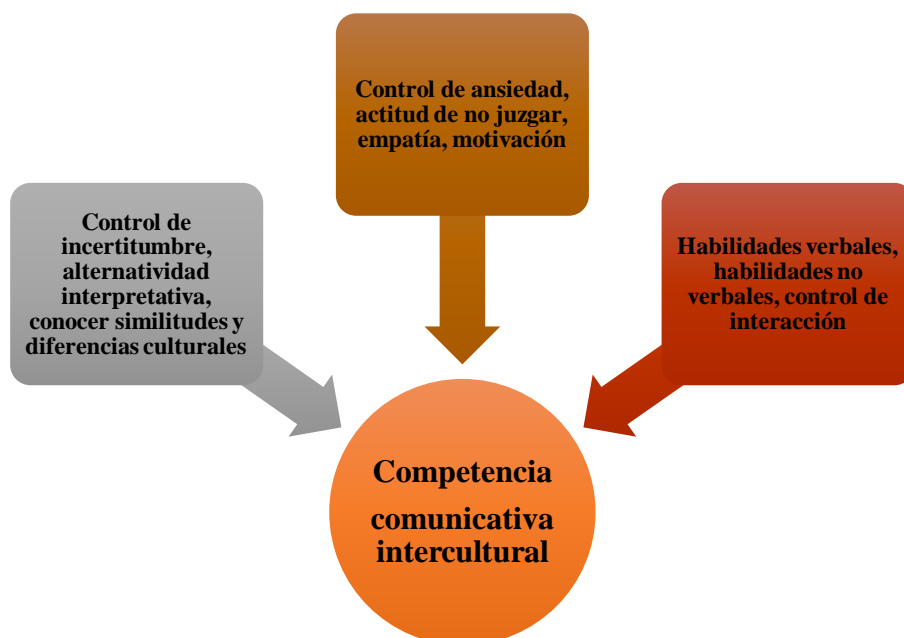 Control de ansiedad,
actitud de no juzgar,
empatía, motivación
Control de
incertitumbre,
alternatividad
interpretativa,
conocer similitudes y
diferencias culturales
Habilidades verbales,
habilidades no
verbales, control de
interacción
Competencia
comunicativa
intercultural